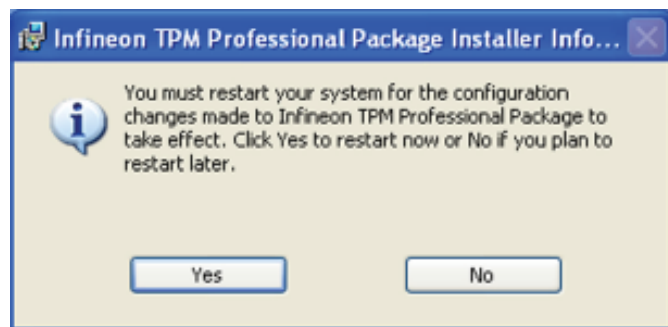 Infineon TPM Professional Package Installer Info...
You must restart your system for the configuration
changes made to Infineon TPM Professional Package to
take effect. Click Yes to restart now or No if you plan to
restart later.
Yes
No